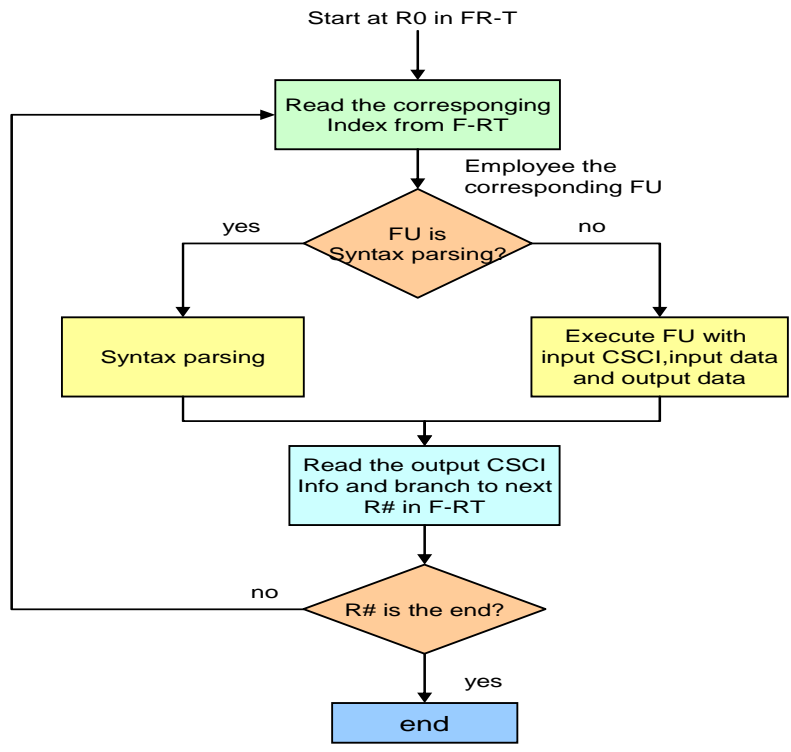 Start at R0 in FR-T
Read the corresponging
Index from F-RT
Employee the
corresponding FU
FU is
Syntax parsing?
yes
no
Syntax parsing
Execute FU with
input CSCI,input data
and output data
Read the output CSCI
Info and branch to next
R# in F-RT
no
R# is the end?
yes
end